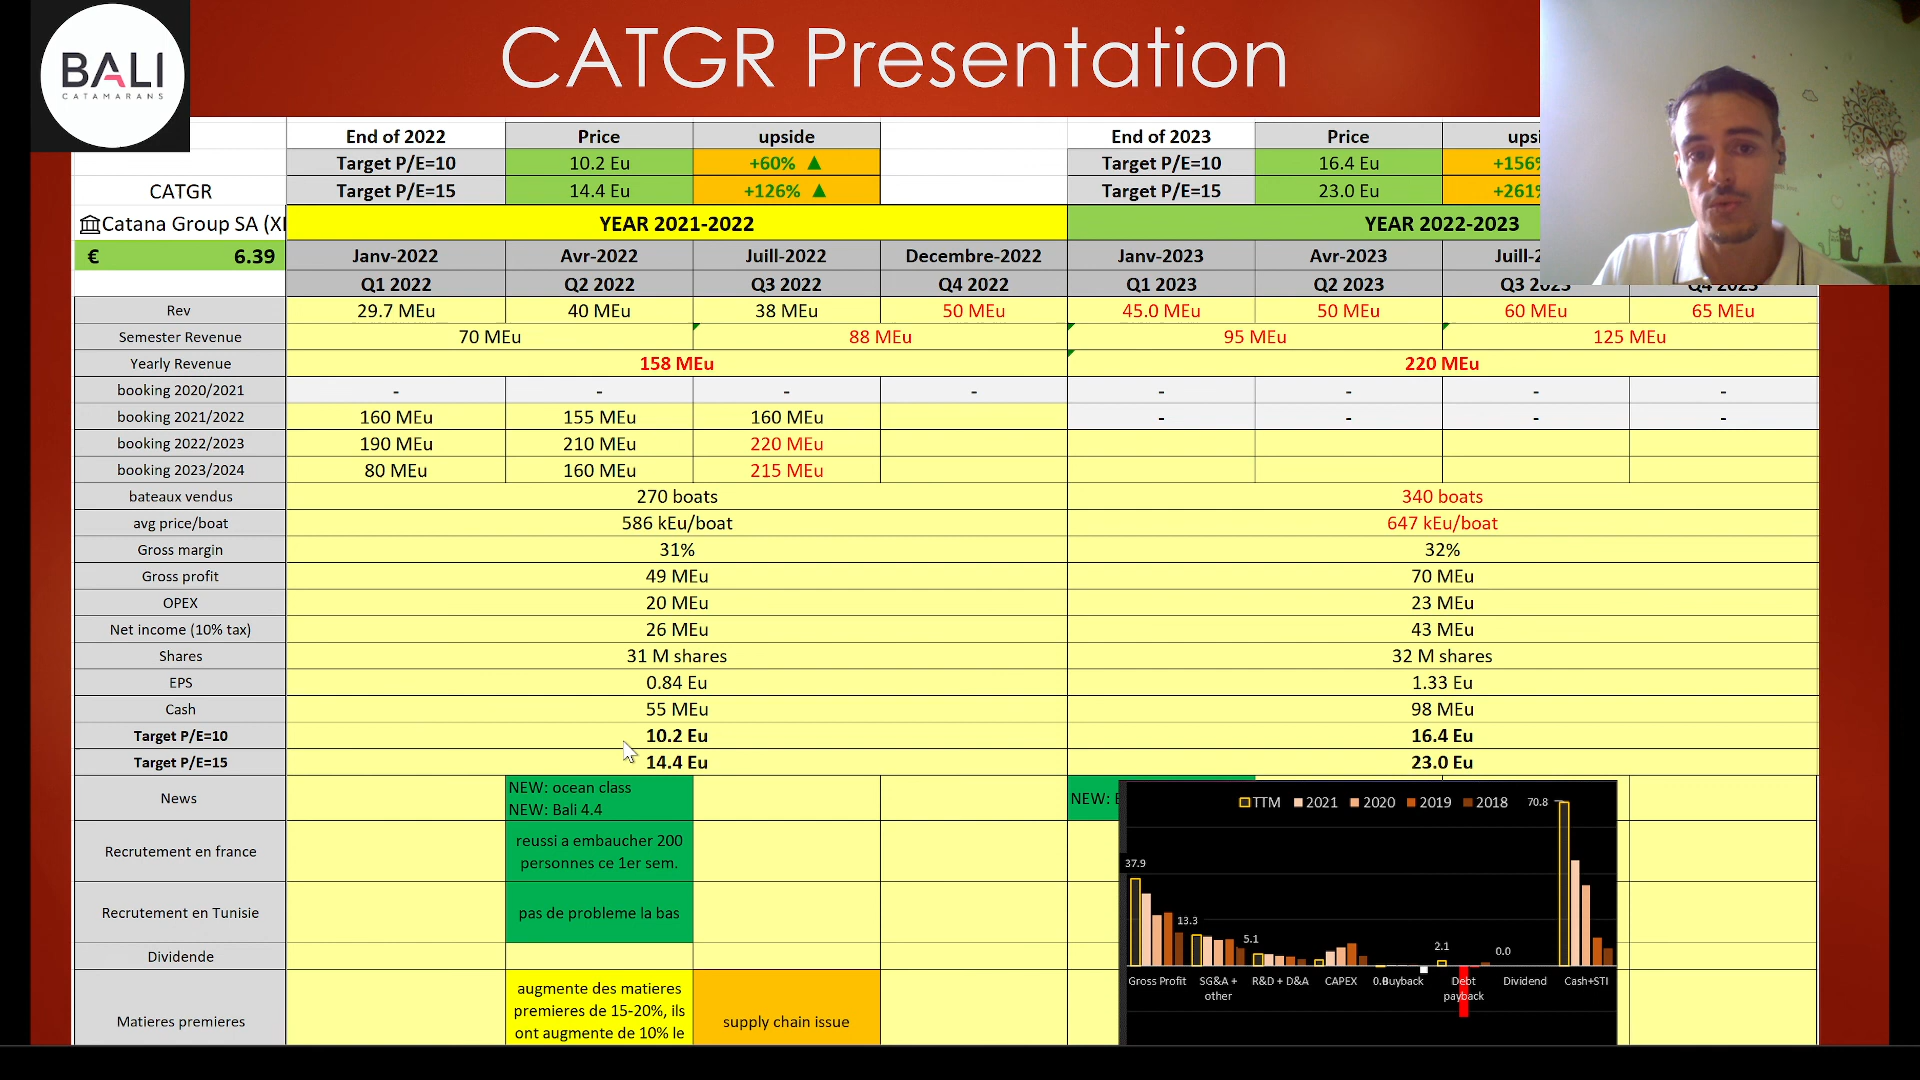 BALI
CATAMARANS
CATGR Presentation
End of 2022 Price upside End of 2023 Price
Target P/E=10 10.2 Eu +60% ▲ Target P/E=10 16.4 Eu +156%
CATGR Target P/E=15 14.4 Eu +126% ▲ Target P/E=15 23.0 Eu +261%
Catana Group SA YEAR 2021-2022 YEAR 2022-2023
€ 6.39 Janv-2022 Avr-2022 Juill-2022 Decembre-2022 Janv-2023 Avr-2023
Q1 2022 Q2 2022 Q3 2022 Q4 2022 Q1 2023 Q2 2023 Q3 2023 Q4 2023
Rev 29.7 MEu 40 MEu 38 MEu 50 MEu 45.0 MEu 50 MEu 60 MEu 65 MEu
Semester Revenue 70 MEu 88 MEu 95 MEu 125 MEu
Yearly Revenue 158 MEu 220 MEu
booking 2020/2021 - - - - - - - -
booking 2021/2022 160 MEu 155 MEu 160 MEu - - - -
booking 2022/2023 190 MEu 210 MEu 220 MEu
booking 2023/2024 80 MEu 160 MEu 215 MEu
bateaux vendus 270 boats 340 boats
avg price/boat 586 kEu/boat 647 kEu/boat
Gross margin 31% 32%
Gross profit 49 MEu 70 MEu
OPEX 20 MEu 23 MEu
Net income (10% tax) 26 MEu 43 MEu
Shares 31 M shares 32 M shares
EPS 0.84 Eu 1.33 Eu
Cash 55 MEu 98 MEu
Target P/E=10 10.2 Eu 16.4 Eu
Target P/E=15 14.4 Eu 23.0 Eu
News NEW: ocean class NEW:
NEW: Bali 4.4
Recrutement en france reussi a embaucher 200
personnes ce 1er sem.
Recrutement en Tunisie pas de probleme la bas
Dividende
Matieres premieres augmente des matieres
premieres de 15-20%, ils
ont augmente de 10% le
supply chain issue
TTM 2021 2020 2019 2018
70.8
37.9
13.3
5.1
2.1
0.0
Gross Profit SG&A + other R&D + D&A CAPEX Buyback Debt payback Dividend Cash+STI